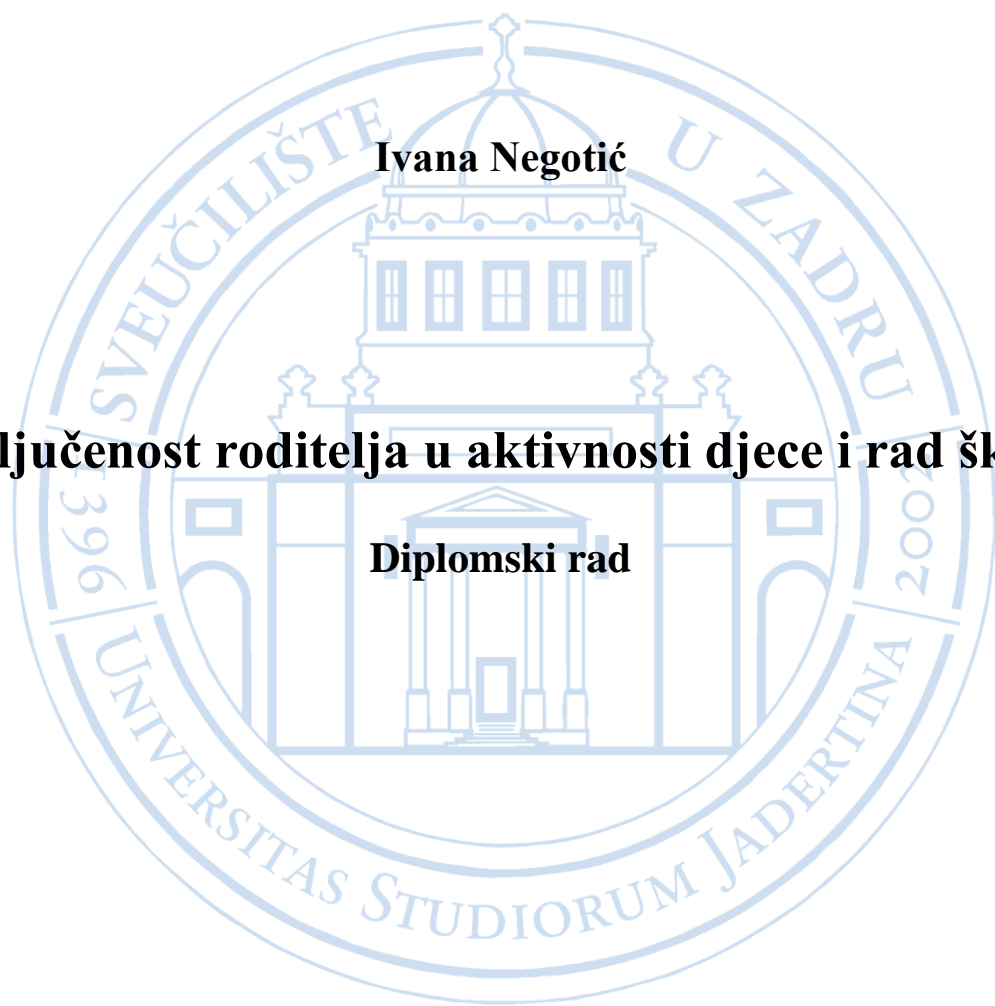 Ivana Negotić
ljučenost roditelja u aktivnosti djece i rad šk
Diplomski rad
SVEUČILIŠTE U ZADRU
1396
2002
UNIVERSITAS STUDIORUM JADERTINA